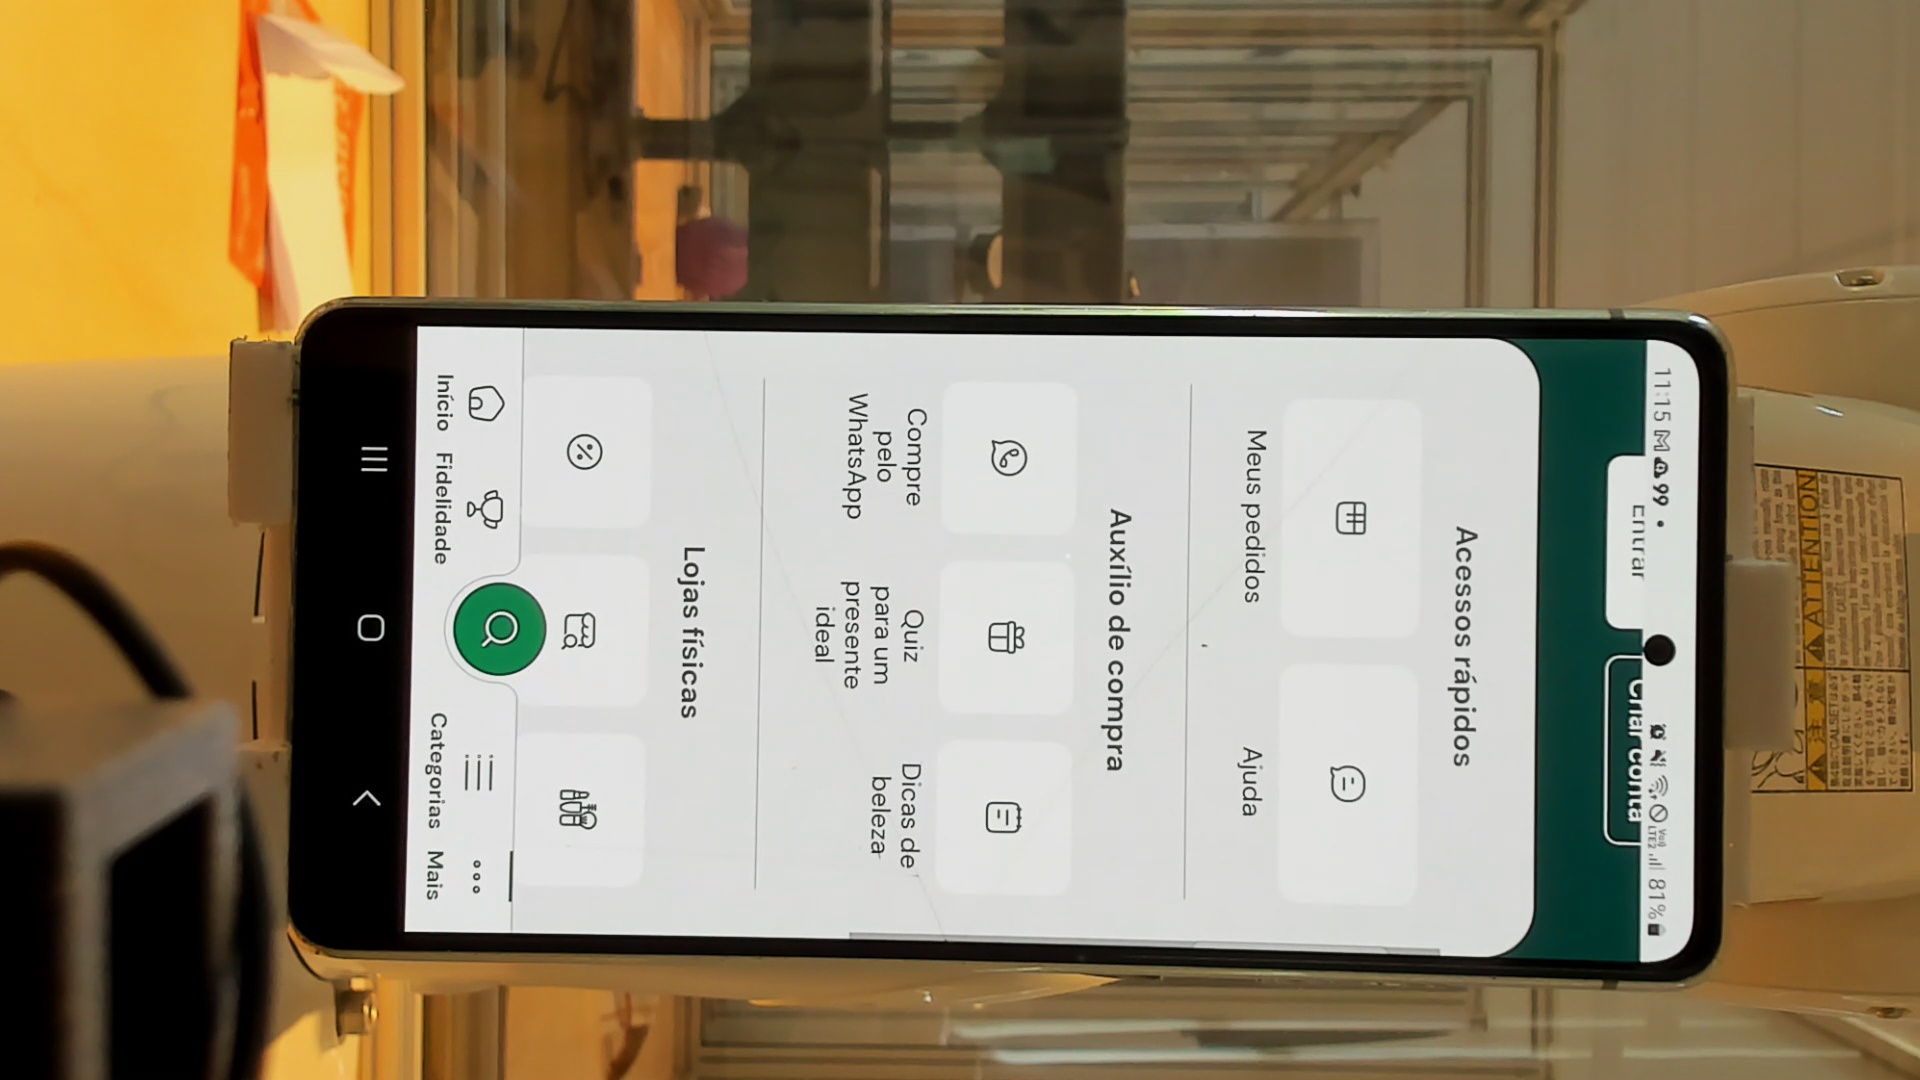 11:15
81%
Entrar
Criar conta
Acessos rápidos
Meus pedidos
Ajuda
Auxílio de compra
Compre
pelo
WhatsApp
Quiz
para um
presente
ideal
Dicas de
beleza
Lojas físicas
Início
Fidelidade
Categorias
Mais
ATTENTION